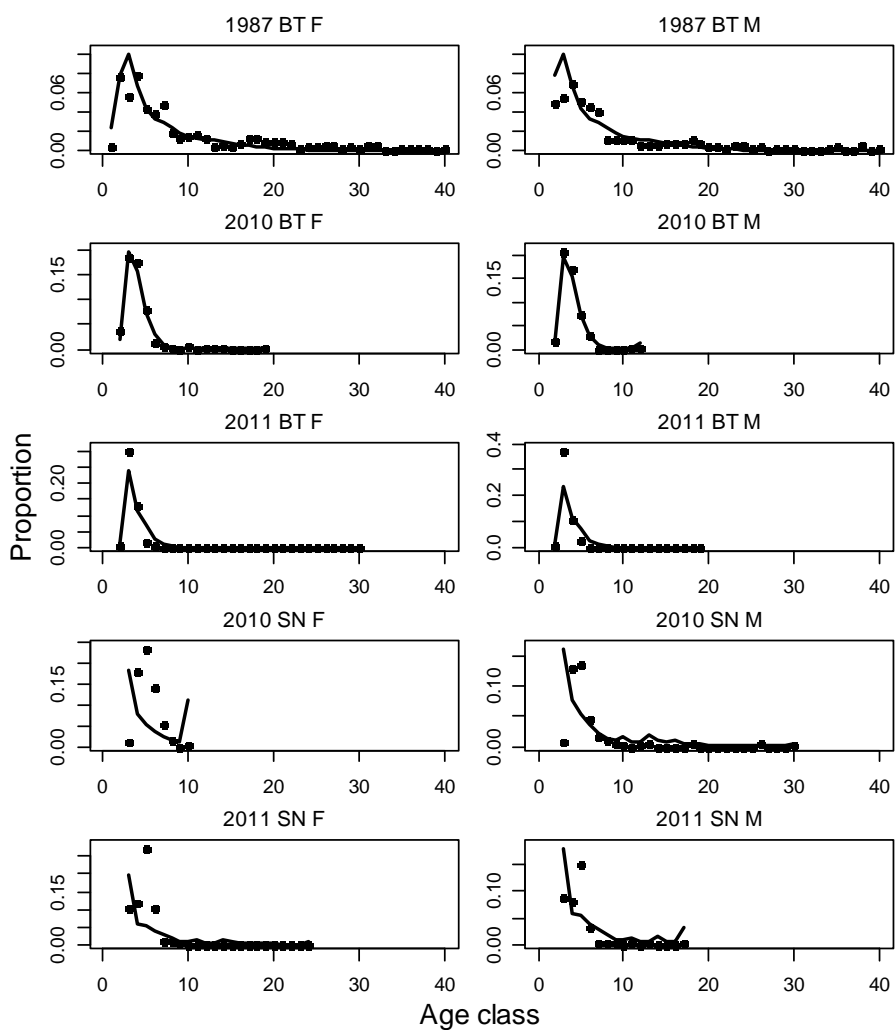 1987 BT F 1987 BT M
0.00 0.06 0.00 0.06
0 10 20 30 40 0 10 20 30 40
2010 BT F 2010 BT M
0.00 0.15 0.00 0.15
0 10 20 30 40 0 10 20 30 40
2011 BT F 2011 BT M
0.00 0.20 0.0 0.2 0.4
0 10 20 30 40 0 10 20 30 40
Proportion
2010 SN F 2010 SN M
0.00 0.15 0.00 0.10
0 10 20 30 40 0 10 20 30 40
2011 SN F 2011 SN M
0.00 0.15 0.00 0.10
0 10 20 30 40 0 10 20 30 40
Age class